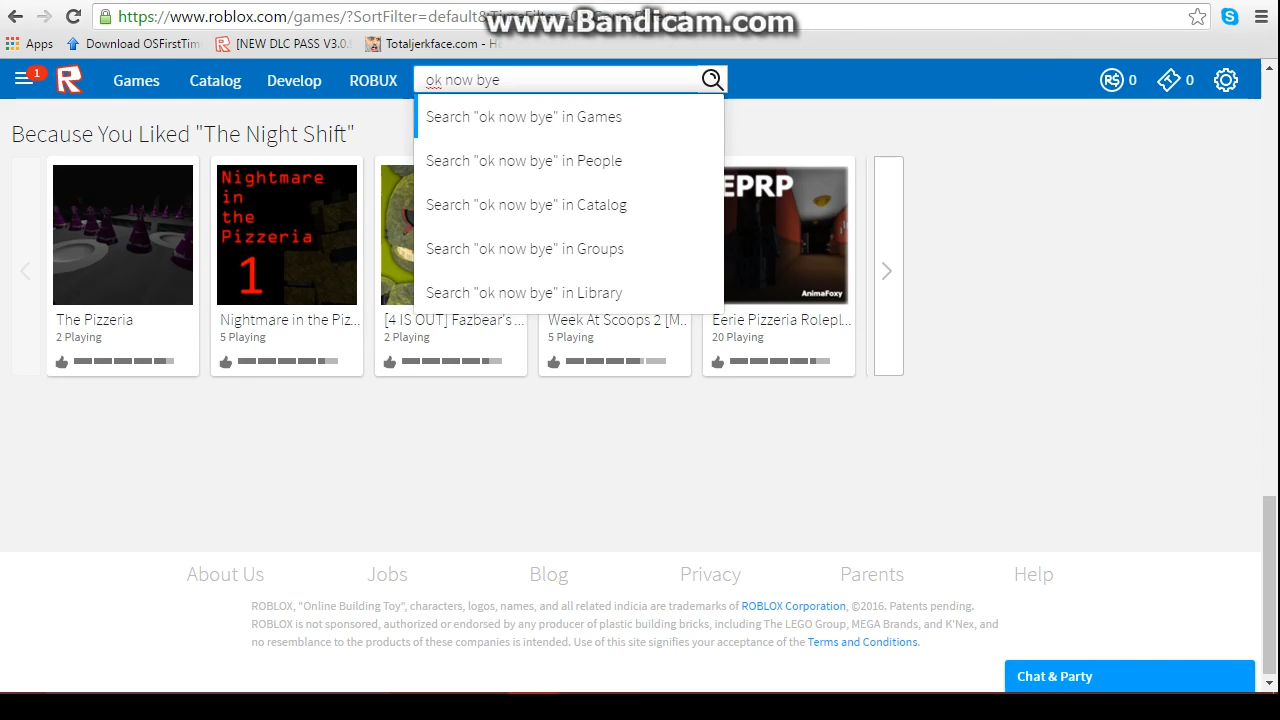 https://www.roblox.com/games/?SortFilter=default&
www.Bandicam.com
Apps
Download OSFirstTim
[NEW DLC PASS V3.0.
Totaljerkface.com - H
1
R
Games
Catalog
Develop
ROBUX
ok now bye
R$ 0
0
Search "ok now bye" in Games
Search "ok now bye" in People
Search "ok now bye" in Catalog
Search "ok now bye" in Groups
Search "ok now bye" in Library
Because You Liked "The Night Shift"
Nightmare
in
the
Pizzeria
1
EPRP
AnimaFoxy
The Pizzeria
2 Playing
Nightmare in the Piz...
5 Playing
[4 IS OUT] Fazbear's ...
2 Playing
Week At Scoops 2 [M..
5 Playing
Eerie Pizzeria Rolepl...
20 Playing
About Us
Jobs
Blog
Privacy
Parents
Help
ROBLOX, "Online Building Toy", characters, logos, names, and all related indicia are trademarks of ROBLOX Corporation, ©2016. Patents pending.
ROBLOX is not sponsored, authorized or endorsed by any producer of plastic building bricks, including The LEGO Group, MEGA Brands, and K'Nex, and
no resemblance to the products of these companies is intended. Use of this site signifies your acceptance of the Terms and Conditions.
Chat & Party